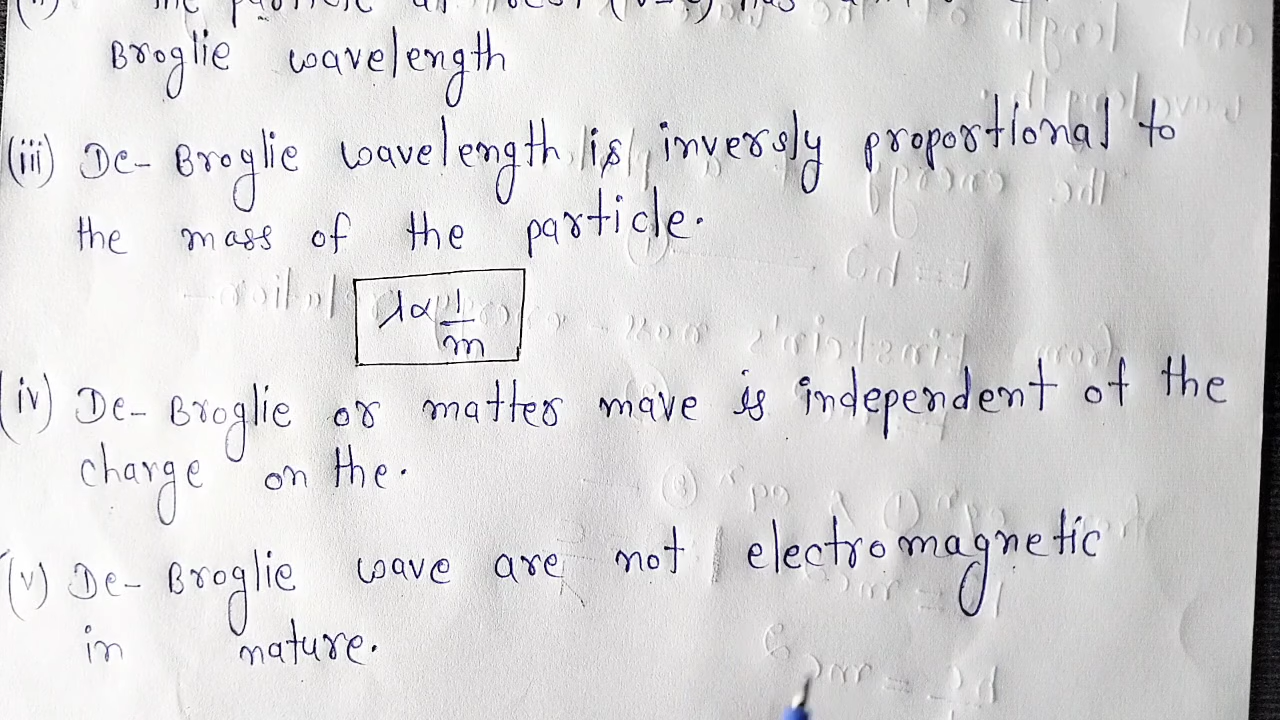 Broglie wavelength
(iii) De-Broglie wavelength is inversly proportional to
the mass of the particle.
λ∝1/m
(iv) De-Broglie or matter mave is independent of the
charge on the.
(v) De-Broglie wave are not electromagnetic
in nature.